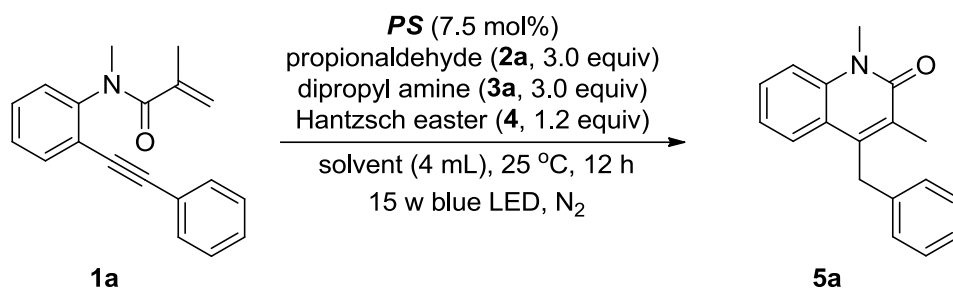 PS (7.5 mol%)
propionaldehyde (2a, 3.0 equiv)
dipropyl amine (3a, 3.0 equiv)
Hantzsch easter (4, 1.2 equiv)
solvent (4 mL), 25 °C, 12 h
15 w blue LED, N₂
N
O
1a
N
O
5a